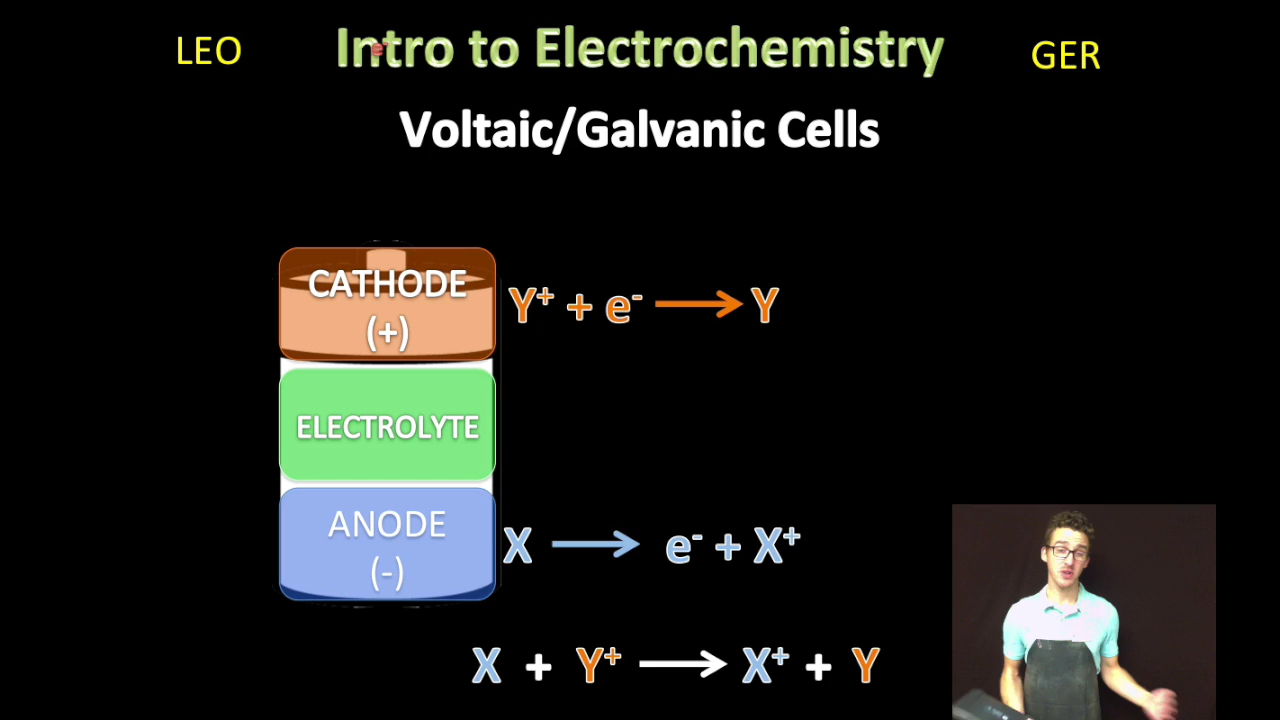 LEO
Intro to Electrochemistry
GER
Voltaic/Galvanic Cells
CATHODE
(+)
Y⁺ + e⁻ ⟶ Y
ELECTROLYTE
ANODE
(-)
X ⟶ e⁻ + X⁺
X + Y⁺ ⟶ X⁺ + Y